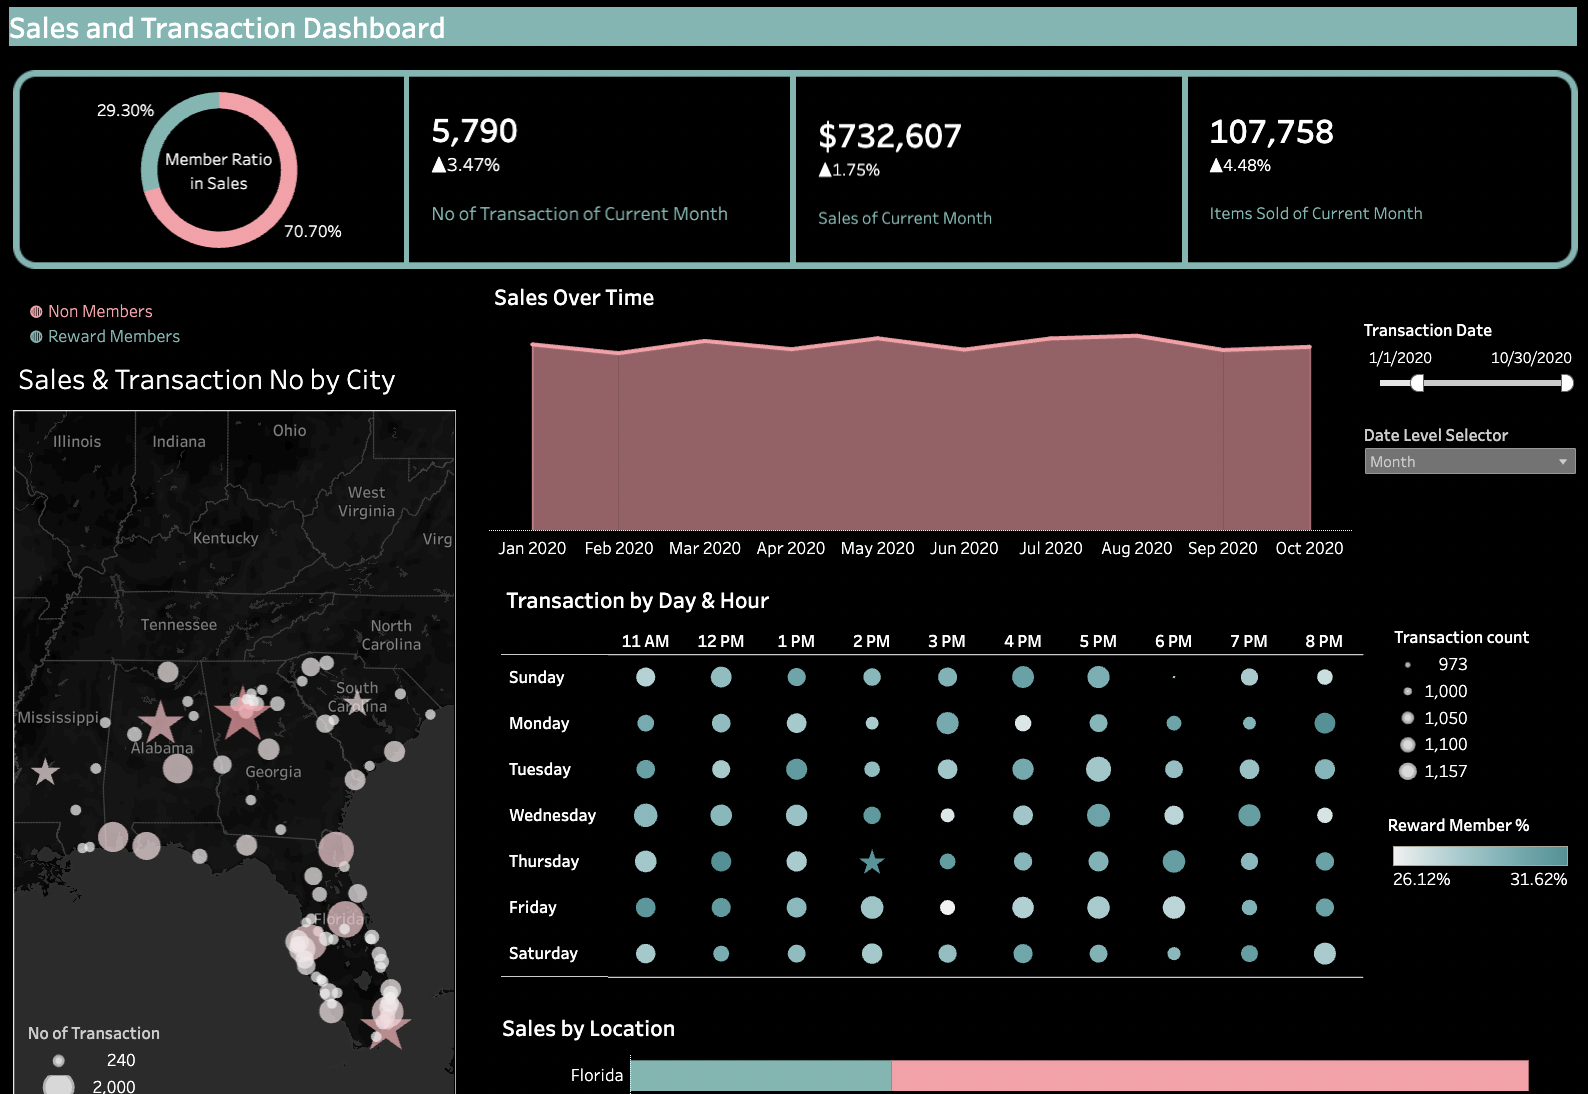 Sales and Transaction Dashboard
29.30%
Member Ratio
in Sales
70.70%
5,790
▲3.47%
No of Transaction of Current Month
$732,607
▲1.75%
Sales of Current Month
107,758
▲4.48%
Items Sold of Current Month
Non Members
Reward Members
Sales & Transaction No by City
Illinois
Indiana
Ohio
West
Virginia
Kentucky
Virg
Tennessee
North
Carolina
South
Carolina
Mississippi
Alabama
Georgia
Florida
No of Transaction
240
2,000
Sales Over Time
Jan 2020 Feb 2020 Mar 2020 Apr 2020 May 2020 Jun 2020 Jul 2020 Aug 2020 Sep 2020 Oct 2020
Transaction Date
1/1/2020 10/30/2020
Date Level Selector
Month
Transaction by Day & Hour
11 AM 12 PM 1 PM 2 PM 3 PM 4 PM 5 PM 6 PM 7 PM 8 PM
Sunday
Monday
Tuesday
Wednesday
Thursday
Friday
Saturday
Transaction count
973
1,000
1,050
1,100
1,157
Reward Member %
26.12% 31.62%
Sales by Location
Florida